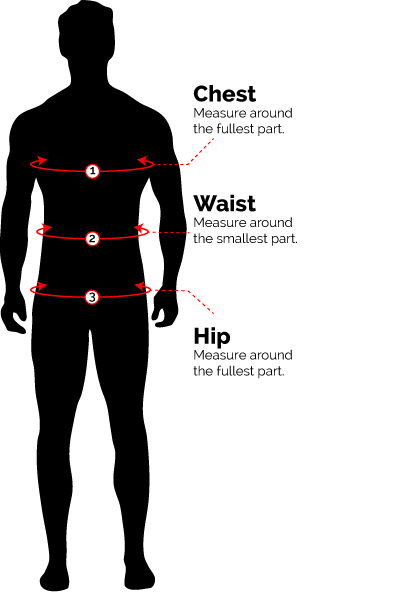 Chest
Measure around
the fullest part.
1
Waist
Measure around
the smallest part.
2
3
Hip
Measure around
the fullest part.